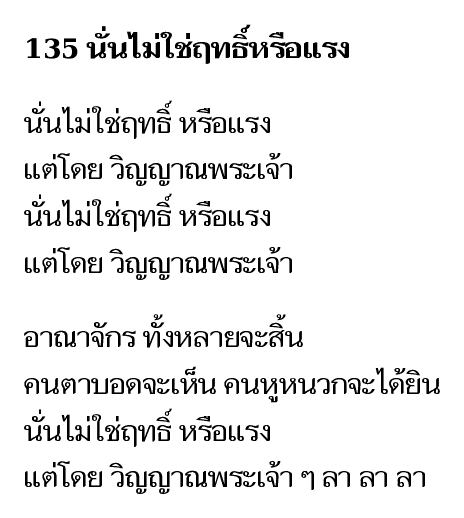 135 นั่นไม่ใช่ฤทธิ์หรือแรง
นั่นไม่ใช่ฤทธิ์ หรือแรง
แต่โดย วิญญาณพระเจ้า
นั่นไม่ใช่ฤทธิ์ หรือแรง
แต่โดย วิญญาณพระเจ้า
อาณาจักร ทั้งหลายจะสิ้น
คนตาบอดจะเห็น คนหูหนวกจะได้ยิน
นั่นไม่ใช่ฤทธิ์ หรือแรง
แต่โดย วิญญาณพระเจ้า ๆ ลา ลา ลา